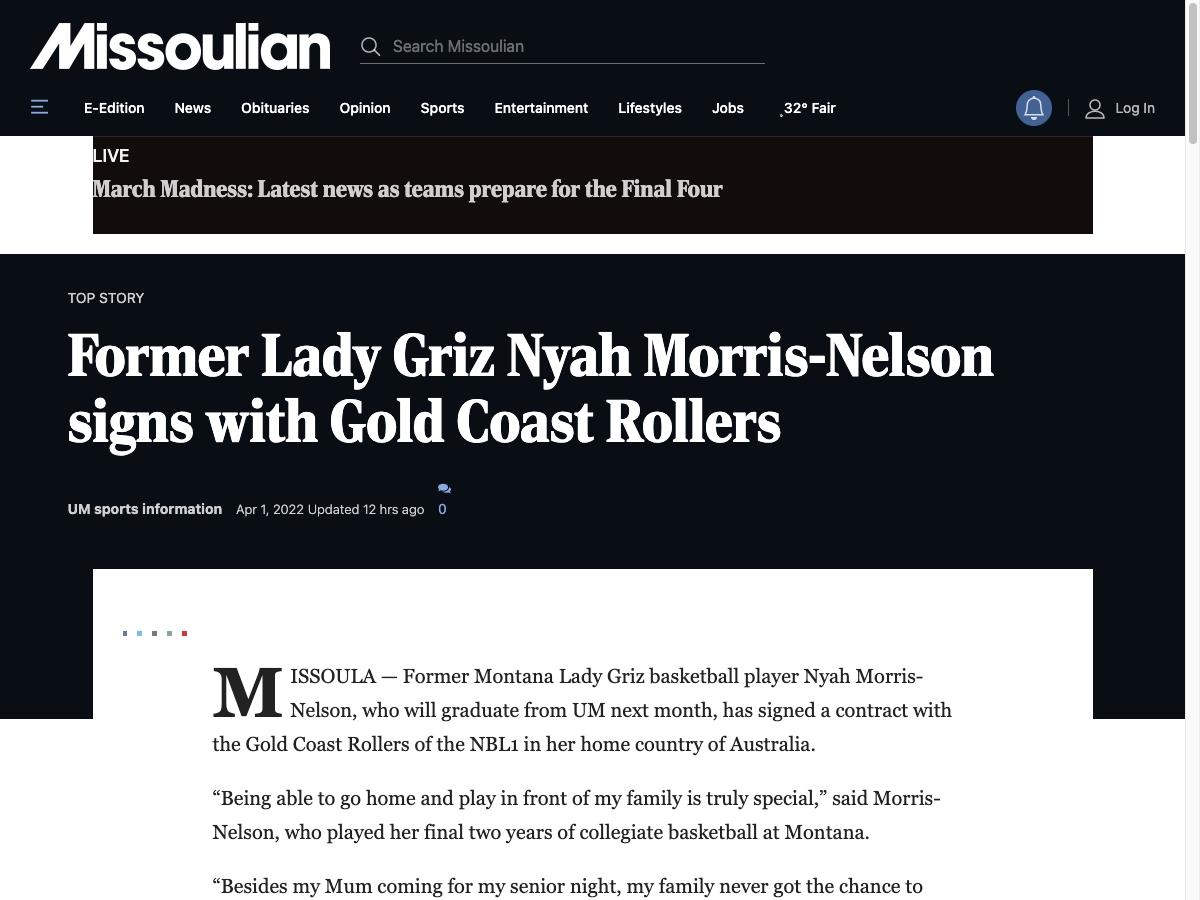 Missoulian
Search Missoulian
E-Edition News Obituaries Opinion Sports Entertainment Lifestyles Jobs 32° Fair Log In
LIVE
March Madness: Latest news as teams prepare for the Final Four
TOP STORY
Former Lady Griz Nyah Morris-Nelson
signs with Gold Coast Rollers
UM sports information Apr 1, 2022 Updated 12 hrs ago 0
MISSOULA — Former Montana Lady Griz basketball player Nyah Morris-
Nelson, who will graduate from UM next month, has signed a contract with
the Gold Coast Rollers of the NBL1 in her home country of Australia.
“Being able to go home and play in front of my family is truly special,” said Morris-
Nelson, who played her final two years of collegiate basketball at Montana.
“Besides my Mum coming for my senior night, my family never got the chance to